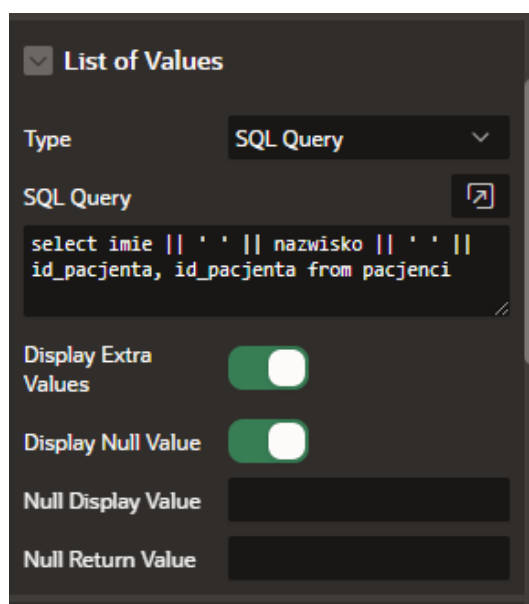 List of Values
Type
SQL Query
SQL Query
select imie || ' ' || nazwisko || ' ' ||
id_pacjenta, id_pacjenta from pacjenci
Display Extra
Values
Display Null Value
Null Display Value
Null Return Value